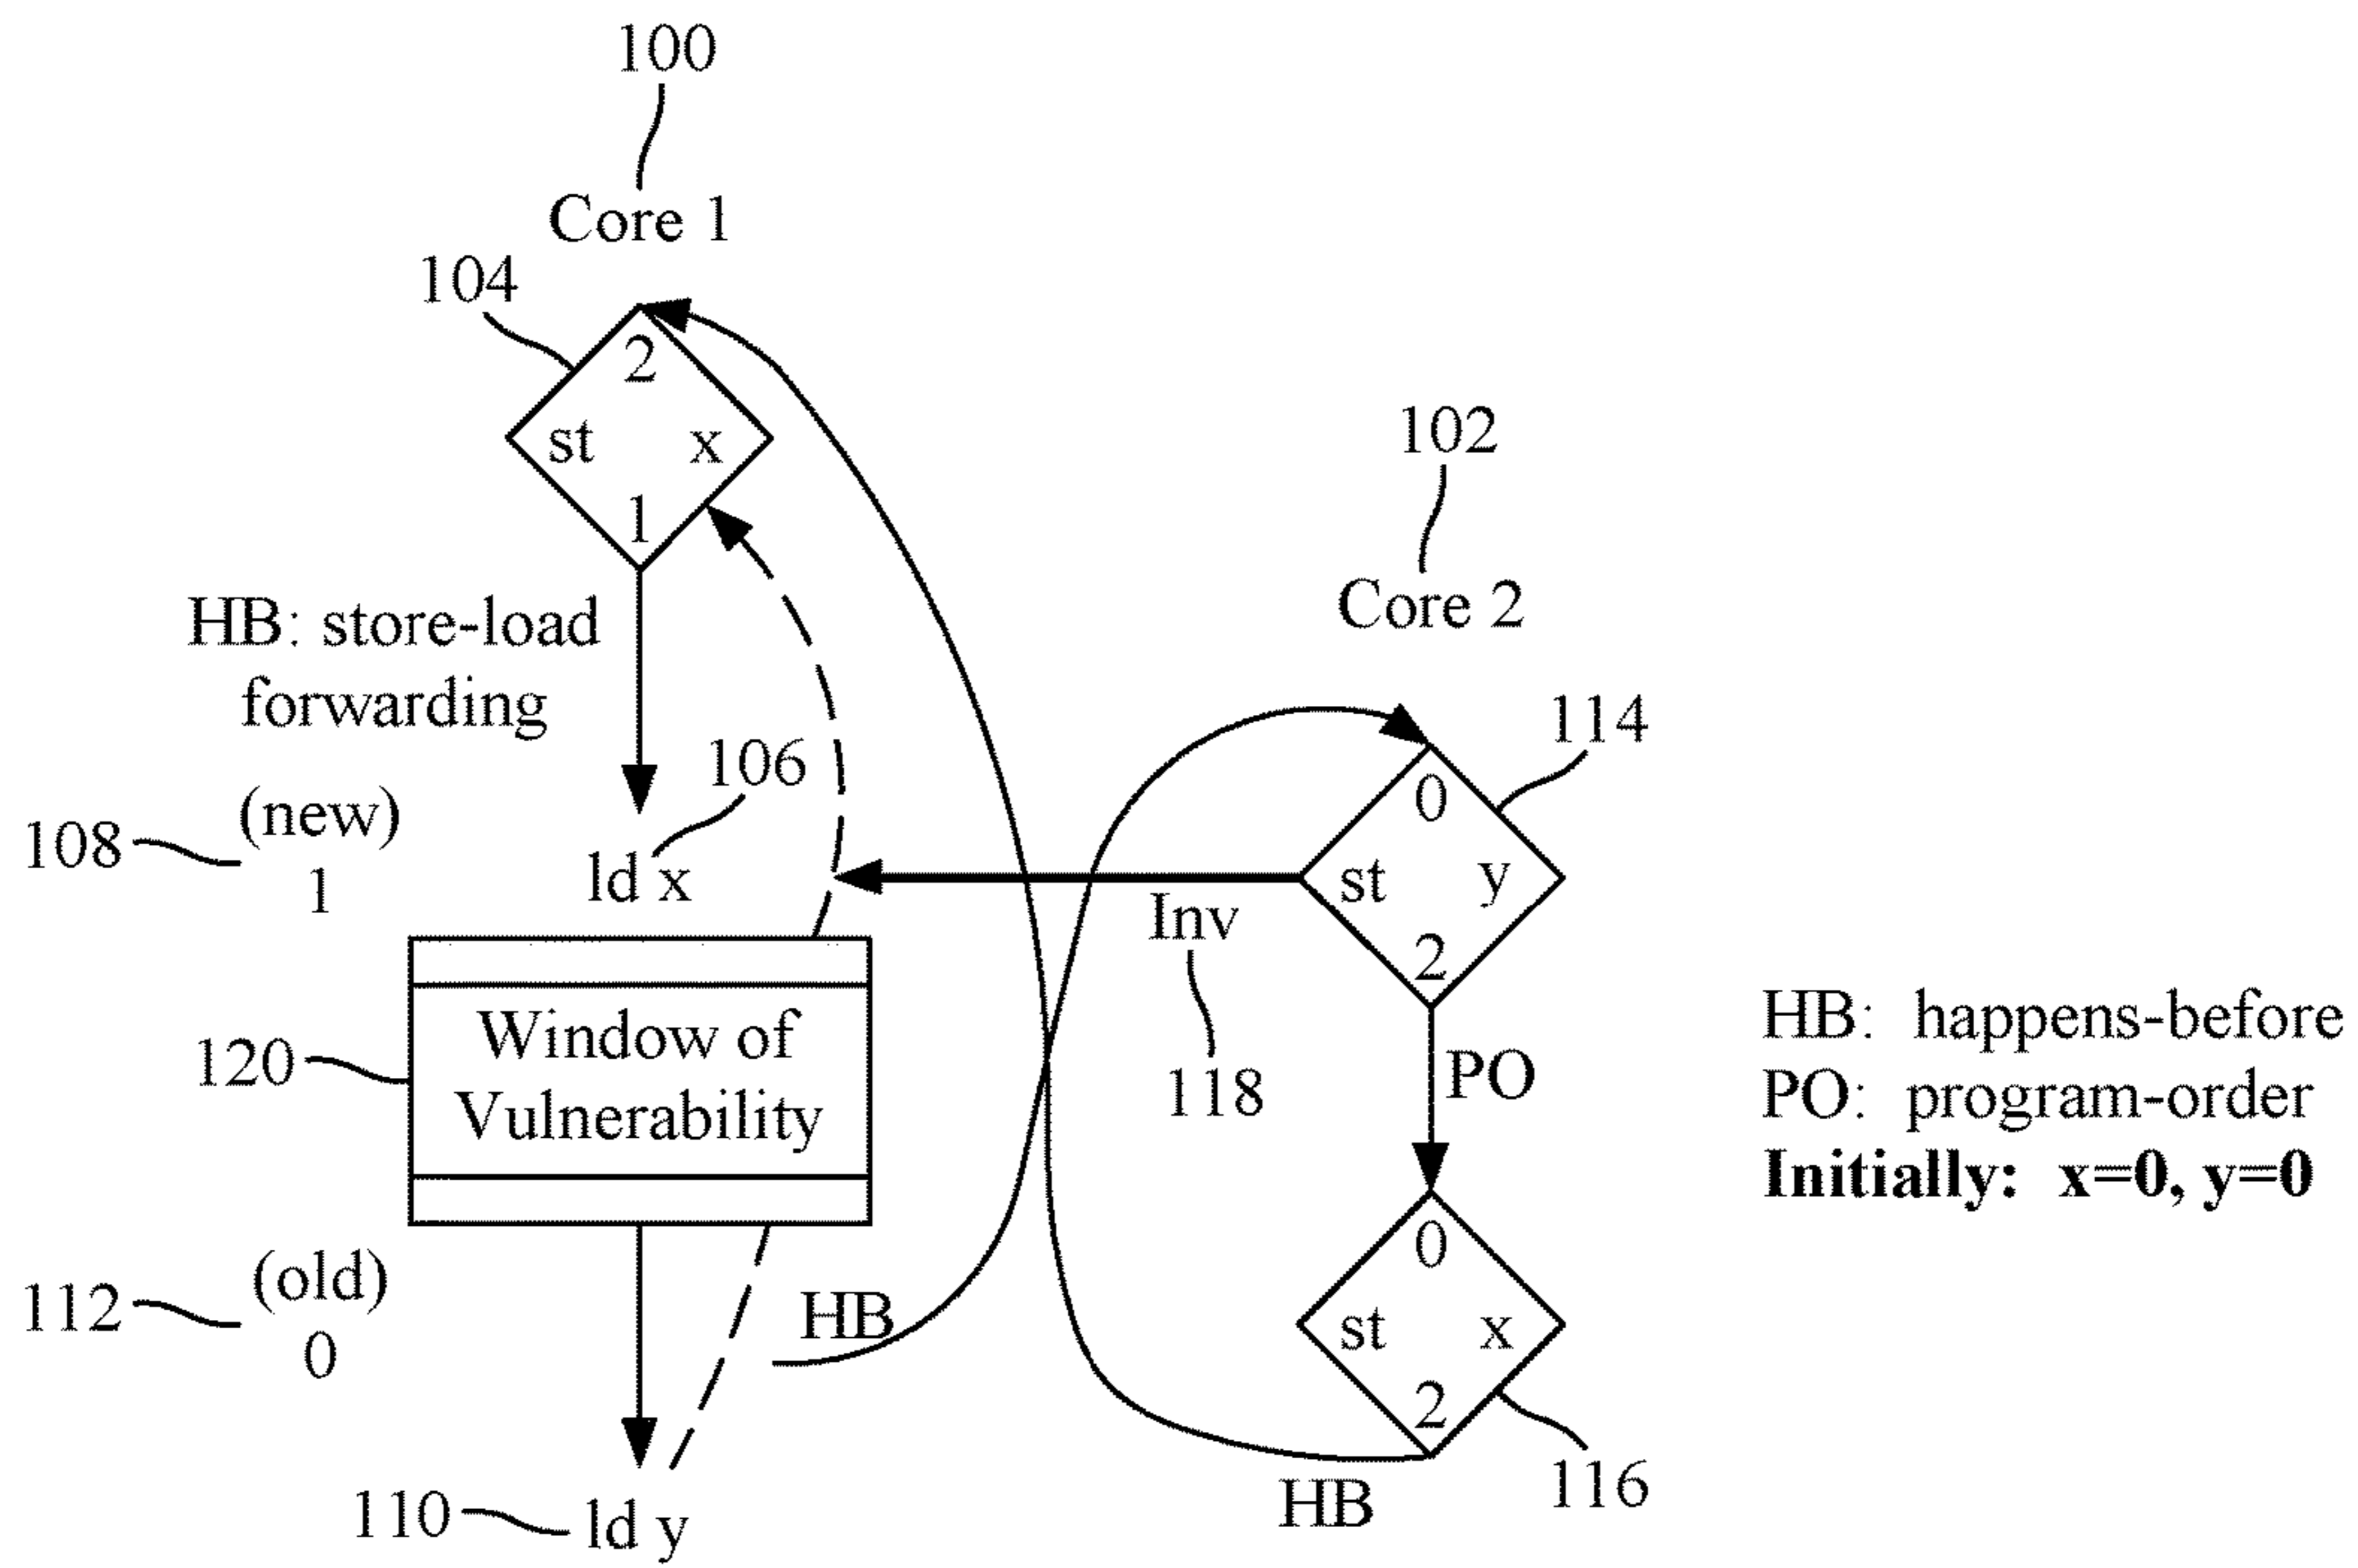 100
Core 1
104
2
st x
1
102
Core 2
HB: store-load
forwarding
106
114
(new)
108
1
ld x
0
st y
2
Inv
118
Window of
Vulnerability
120
PO
HB: happens-before
PO: program-order
Initially: x=0, y=0
(old)
112
0
HB
0
st x
2
HB
116
110
ld y